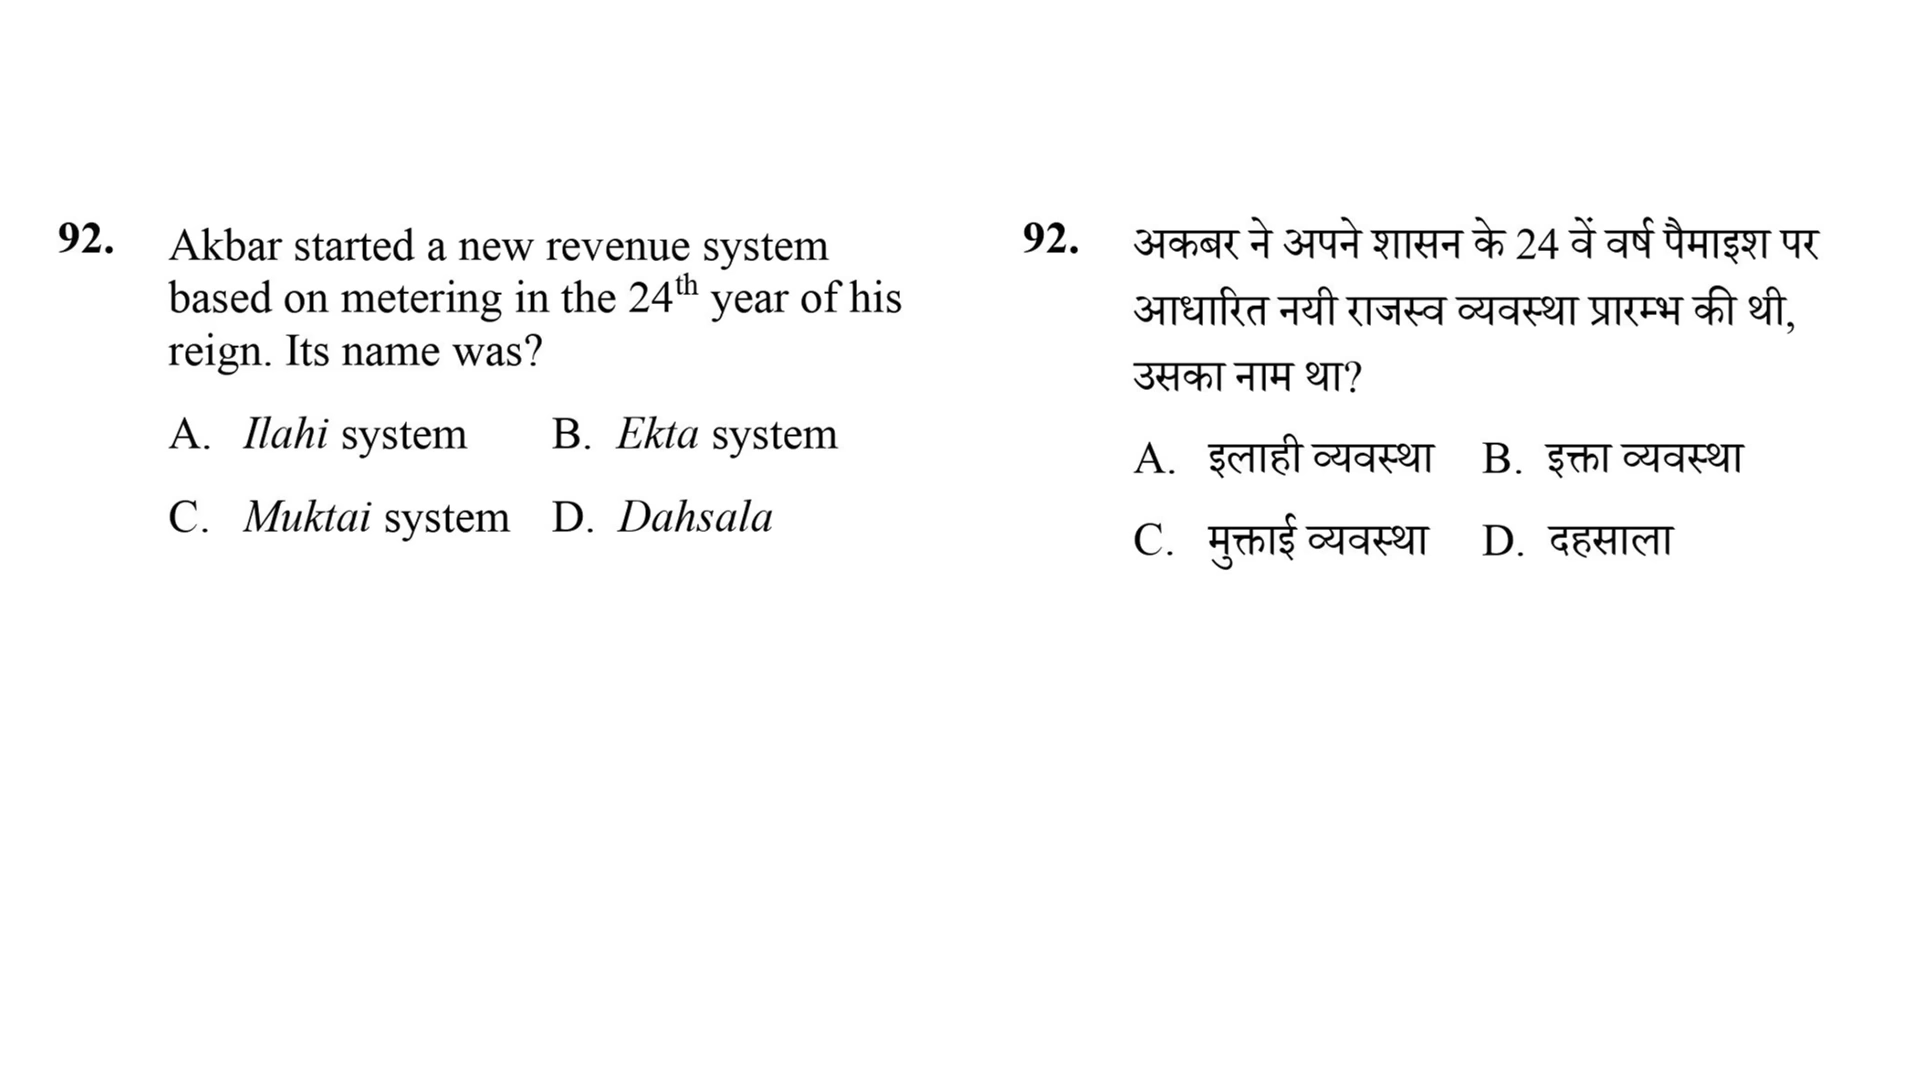 92. Akbar started a new revenue system
based on metering in the 24th year of his
reign. Its name was?
A. Ilahi system B. Ekta system
C. Muktai system D. Dahsala
92. अकबर ने अपने शासन के 24 वें वर्ष पैमाइश पर
आधारित नयी राजस्व व्यवस्था प्रारम्भ की थी,
उसका नाम था?
A. इलाही व्यवस्था B. इक्ता व्यवस्था
C. मुक्ताई व्यवस्था D. दहसाला